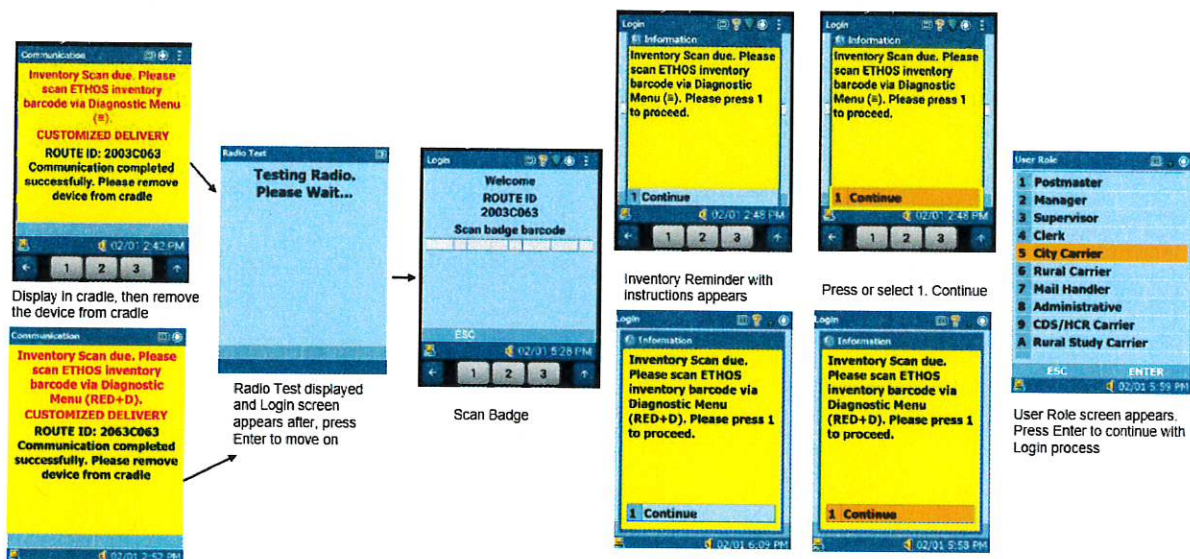 Communication
Inventory Scan due. Please
scan ETHOS inventory
barcode via Diagnostic Menu
(≡).
CUSTOMIZED DELIVERY
ROUTE ID: 2003C063
Communication completed
successfully. Please remove
device from cradle
02/01 2:42 PM
1 2 3
Display in cradle, then remove
the device from cradle
Communication
Inventory Scan due. Please
scan ETHOS inventory
barcode via Diagnostic
Menu (RED+D).
CUSTOMIZED DELIVERY
ROUTE ID: 2063C063
Communication completed
successfully. Please remove
device from cradle
02/01 2:52 PM
Radio Test
Testing Radio.
Please Wait...
Radio Test displayed
and Login screen
appears after, press
Enter to move on
Login
Welcome
ROUTE ID
2003C063
Scan badge barcode
ESC
02/01 5:28 PM
1 2 3
Scan Badge
Login
Information
Inventory Scan due. Please
scan ETHOS inventory
barcode via Diagnostic
Menu (≡). Please press 1
to proceed.
1 Continue
02/01 2:48 PM
1 2 3
Inventory Reminder with
instructions appears
Login
Information
Inventory Scan due. Please
scan ETHOS inventory
barcode via Diagnostic
Menu (≡). Please press 1
to proceed.
1 Continue
02/01 2:48 PM
1 2 3
Press or select 1. Continue
Login
Information
Inventory Scan due.
Please scan ETHOS
inventory barcode via
Diagnostic Menu
(RED+D). Please press 1
to proceed.
1 Continue
02/01 6:09 PM
Login
Information
Inventory Scan due.
Please scan ETHOS
inventory barcode via
Diagnostic Menu
(RED+D). Please press 1
to proceed.
1 Continue
02/01 5:58 PM
User Role
1 Postmaster
2 Manager
3 Supervisor
4 Clerk
5 City Carrier
6 Rural Carrier
7 Mail Handler
8 Administrative
9 CDS/HCR Carrier
A Rural Study Carrier
ESC ENTER
02/01 5:59 PM
User Role screen appears.
Press Enter to continue with
Login process